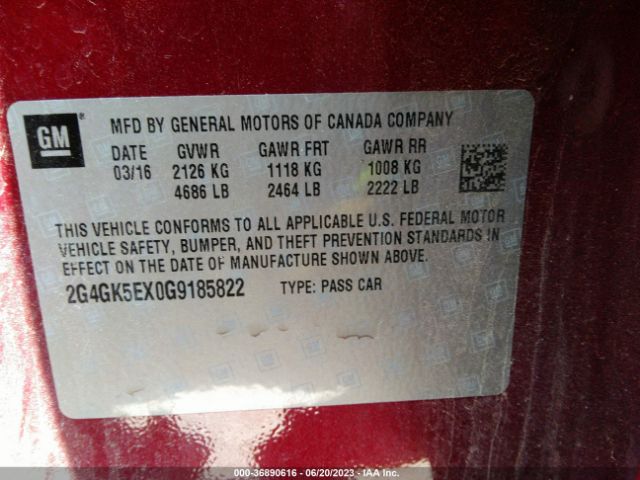 GM
MFD BY GENERAL MOTORS OF CANADA COMPANY
DATE GVWR GAWR FRT GAWR RR
03/16 2126 KG 1118 KG 1008 KG
4686 LB 2464 LB 2222 LB
THIS VEHICLE CONFORMS TO ALL APPLICABLE U.S. FEDERAL MOTOR
VEHICLE SAFETY, BUMPER, AND THEFT PREVENTION STANDARDS IN
EFFECT ON THE DATE OF MANUFACTURE SHOWN ABOVE.
2G4GK5EX0G9185822 TYPE: PASS CAR
000-36890616 - 06/20/2023 - IAA Inc.